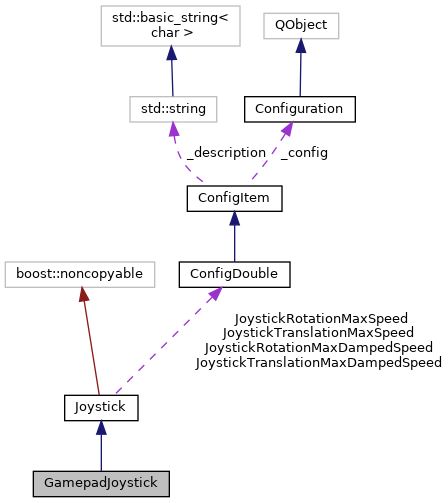 std::basic_string<
char >
QObject
std::string
Configuration
_description
_config
ConfigItem
boost::noncopyable
ConfigDouble
JoystickRotationMaxSpeed
JoystickTranslationMaxSpeed
JoystickRotationMaxDampedSpeed
JoystickTranslationMaxDampedSpeed
Joystick
GamepadJoystick